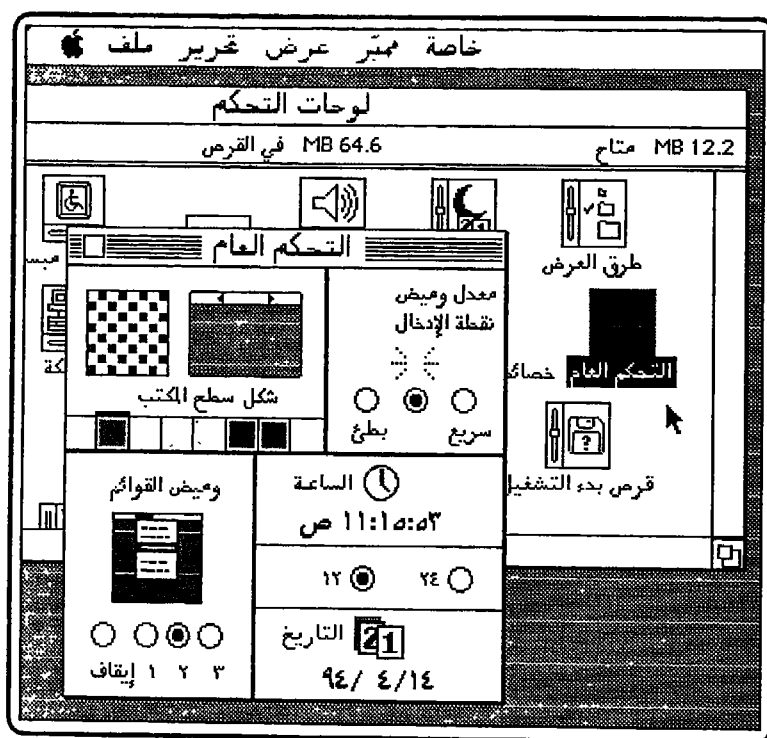 خاصة مميّز عرض تحرير ملف
لوحات التحكم
12.2 MB متاح
64.6 MB في القرص
طرق العرض
التحكم العام
قرص بدء التشغيل
التحكم العام
معدل وميض
نقطة الإدخال
سريع بطئ
شكل سطح المكتب
الساعة
١١:١٥:٥٣ ص
٢٤ ١٢
التاريخ
٩٤/ ٤/١٤
وميض القوائم
٣ ٢ ١ إيقاف